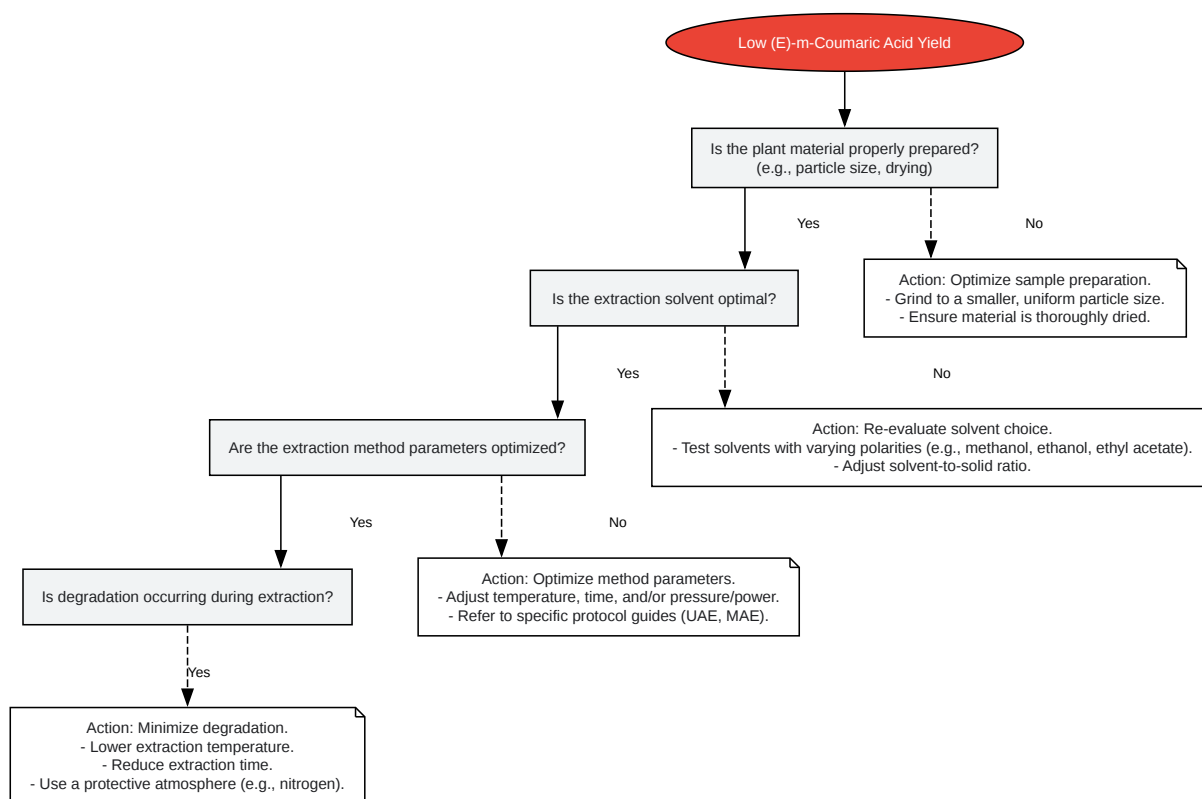 Low (E)-m-Coumaric Acid Yield
Is the plant material properly prepared?
(e.g., particle size, drying)
Yes
No
Action: Optimize sample preparation.
- Grind to a smaller, uniform particle size.
- Ensure material is thoroughly dried.
Is the extraction solvent optimal?
Yes
No
Action: Re-evaluate solvent choice.
- Test solvents with varying polarities (e.g., methanol, ethanol, ethyl acetate).
- Adjust solvent-to-solid ratio.
Are the extraction method parameters optimized?
Yes
No
Action: Optimize method parameters.
- Adjust temperature, time, and/or pressure/power.
- Refer to specific protocol guides (UAE, MAE).
Is degradation occurring during extraction?
Yes
Action: Minimize degradation.
- Lower extraction temperature.
- Reduce extraction time.
- Use a protective atmosphere (e.g., nitrogen).